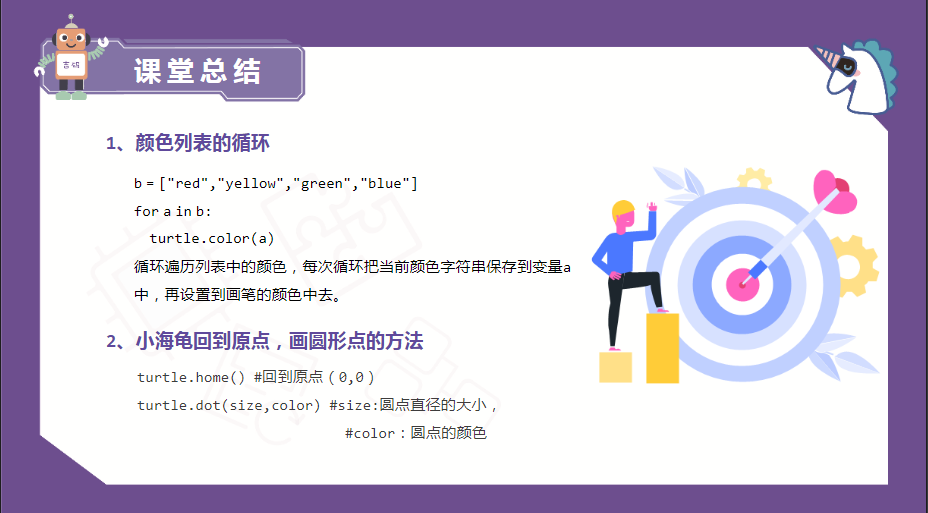 课堂总结
1、颜色列表的循环
b = ["red","yellow","green","blue"]
for a in b:
turtle.color(a)
循环遍历列表中的颜色，每次循环把当前颜色字符串保存到变量a
中，再设置到画笔的颜色中去。
2、小海龟回到原点，画圆形点的方法
turtle.home() #回到原点（0,0）
turtle.dot(size,color) #size:圆点直径的大小，
#color：圆点的颜色